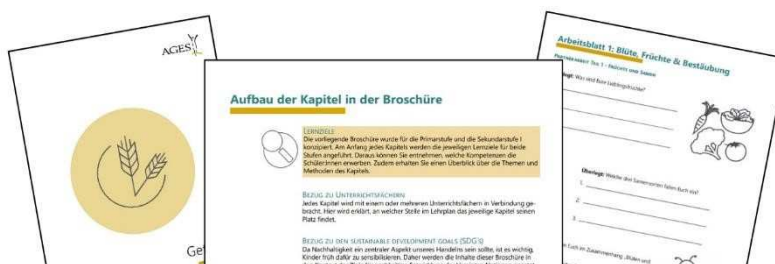 AGES
Ge
Aufbau der Kapitel in der Broschüre
LERNZIELE
Die vorliegende Broschüre wurde für die Primarstufe und die Sekundarstufe I
konzipiert. Am Anfang jedes Kapitels werden die jeweiligen Lernziele für beide
Stufen angeführt. Daraus können Sie entnehmen, welche Kompetenzen die
Schüler:innen erwerben. Zudem erhalten Sie einen Überblick über die Themen und
Methoden des Kapitels.
BEZUG ZU UNTERRICHTSFÄCHERN
Jedes Kapitel wird mit einem oder mehreren Unterrichtsfächern in Verbindung ge-
bracht. Hier wird erklärt, an welcher Stelle im Lehrplan das jeweilige Kapitel seinen
Platz findet.
BEZUG ZU DEN SUSTAINABLE DEVELOPMENT GOALS (SDG's)
Da Nachhaltigkeit ein zentraler Aspekt unseres Handelns sein sollte, ist es wichtig,
Kinder früh dafür zu sensibilisieren. Daher werden die Inhalte dieser Broschüre in
Arbeitsblatt 1: Blüte, Früchte & Bestäubung
Überlegt: Welche
1.
2.
3.